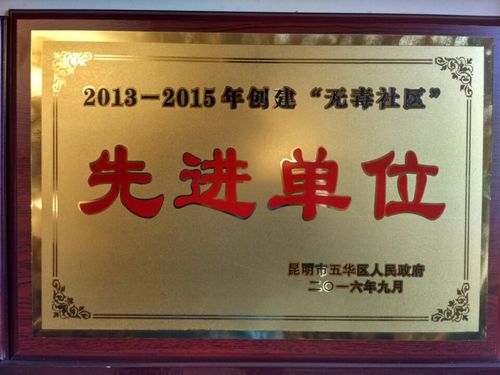 2013－2015年创建“无毒社区”
先进单位
昆明市五华区人民政府
二〇一六年九月